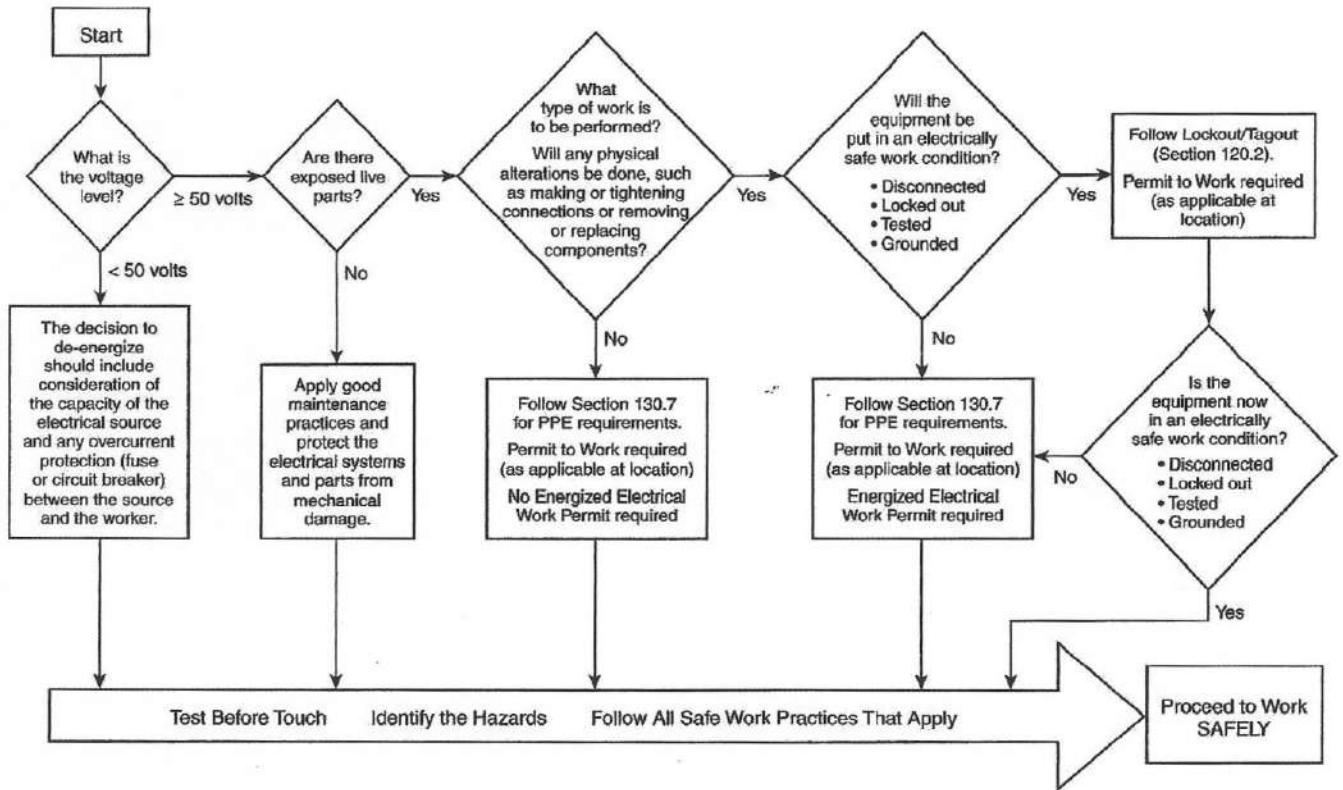 Start
What is
the voltage
level?
≥ 50 volts
< 50 volts
The decision to
de-energize
should include
consideration of
the capacity of the
electrical source
and any overcurrent
protection (fuse
or circuit breaker)
between the source
and the worker.
Are there
exposed live
parts?
Yes
No
Apply good
maintenance
practices and
protect the
electrical systems
and parts from
mechanical
damage.
What
type of work is
to be performed?
Will any physical
alterations be done, such
as making or tightening
connections or removing
or replacing
components?
Yes
No
Follow Section 130.7
for PPE requirements.
Permit to Work required
(as applicable at location)
No Energized Electrical
Work Permit required
Will the
equipment be
put in an electrically
safe work condition?
• Disconnected
• Locked out
• Tested
• Grounded
Yes
No
Follow Section 130.7
for PPE requirements.
Permit to Work required
(as applicable at location)
Energized Electrical
Work Permit required
Follow Lockout/Tagout
(Section 120.2).
Permit to Work required
(as applicable at
location)
Is the
equipment now
in an electrically
safe work condition?
• Disconnected
• Locked out
• Tested
• Grounded
No
Yes
Test Before Touch Identify the Hazards Follow All Safe Work Practices That Apply
Proceed to Work
SAFELY